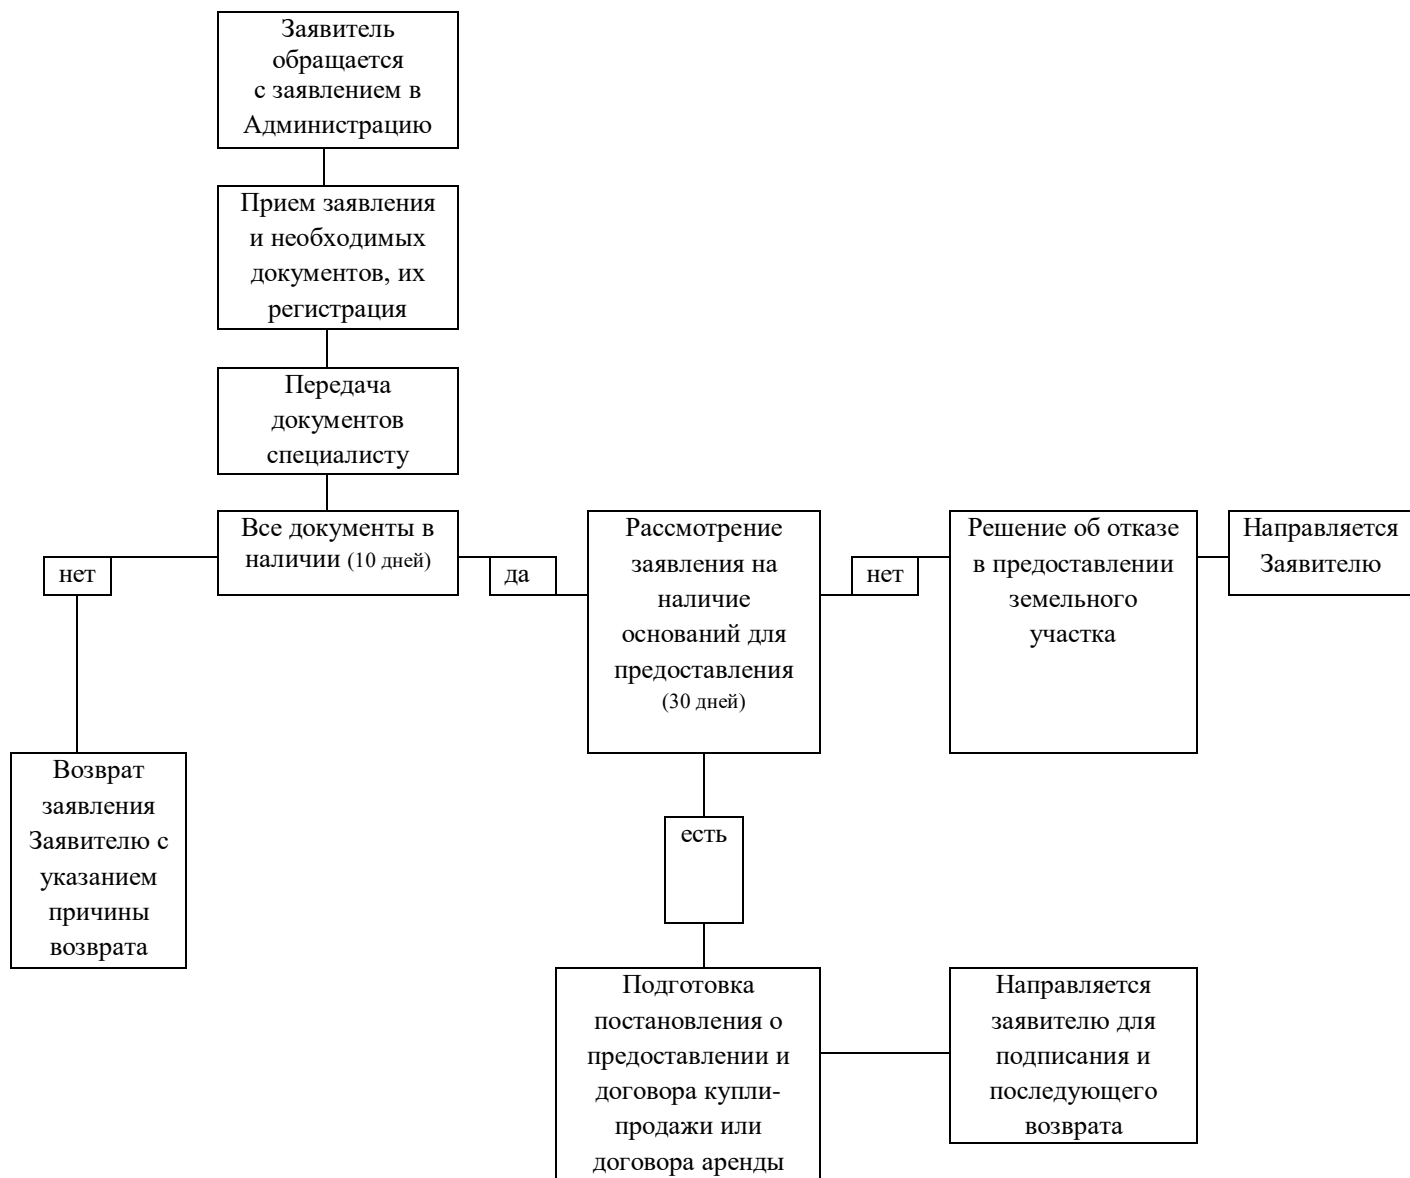 Заявитель
обращается
с заявлением в
Администрацию
Прием заявления
и необходимых
документов, их
регистрация
Передача
документов
специалисту
Все документы в
наличии (10 дней)
нет
да
Рассмотрение
заявления на
наличие
оснований для
предоставления
(30 дней)
нет
Решение об отказе
в предоставлении
земельного
участка
Направляется
Заявителю
Возврат
заявления
Заявителю с
указанием
причины
возврата
есть
Подготовка
постановления о
предоставлении и
договора купли-
продажи или
договора аренды
Направляется
заявителю для
подписания и
последующего
возврата